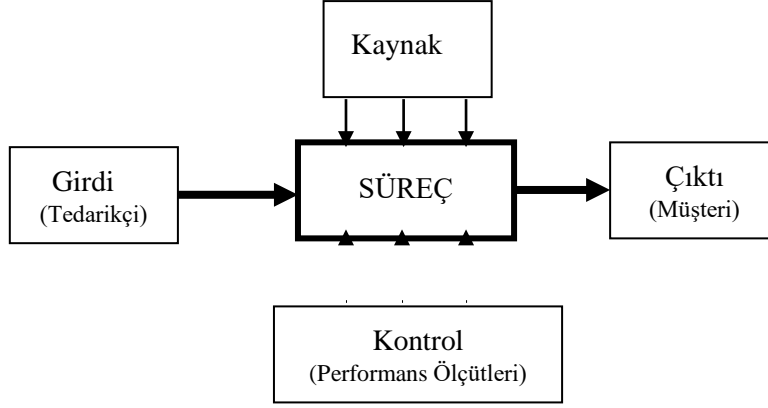 Kaynak
Girdi
(Tedarikçi)
SÜREÇ
Çıktı
(Müşteri)
Kontrol
(Performans Ölçütleri)